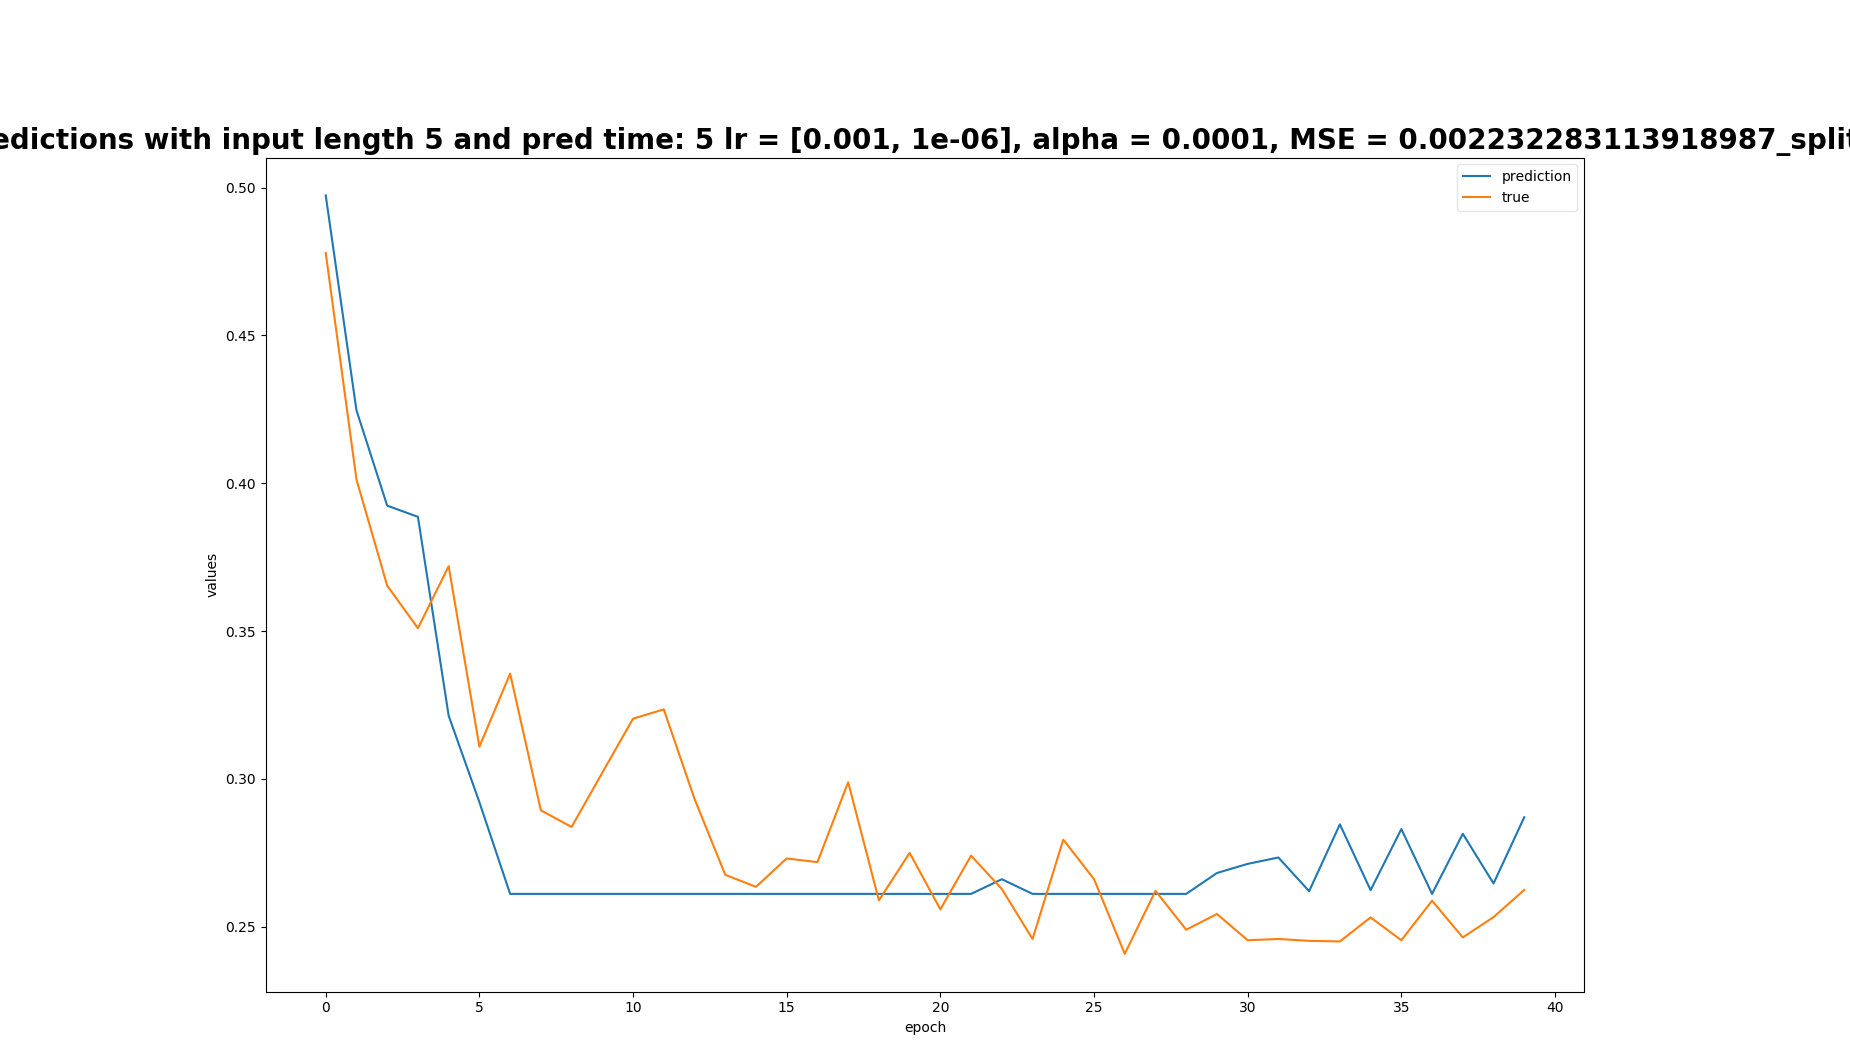 edictions with input length 5 and pred time: 5 lr = [0.001, 1e-06], alpha = 0.0001, MSE = 0.002232283113918987_split
prediction
true
0.50
0.45
0.40
0.35
0.30
0.25
values
0 5 10 15 20 25 30 35 40
epoch